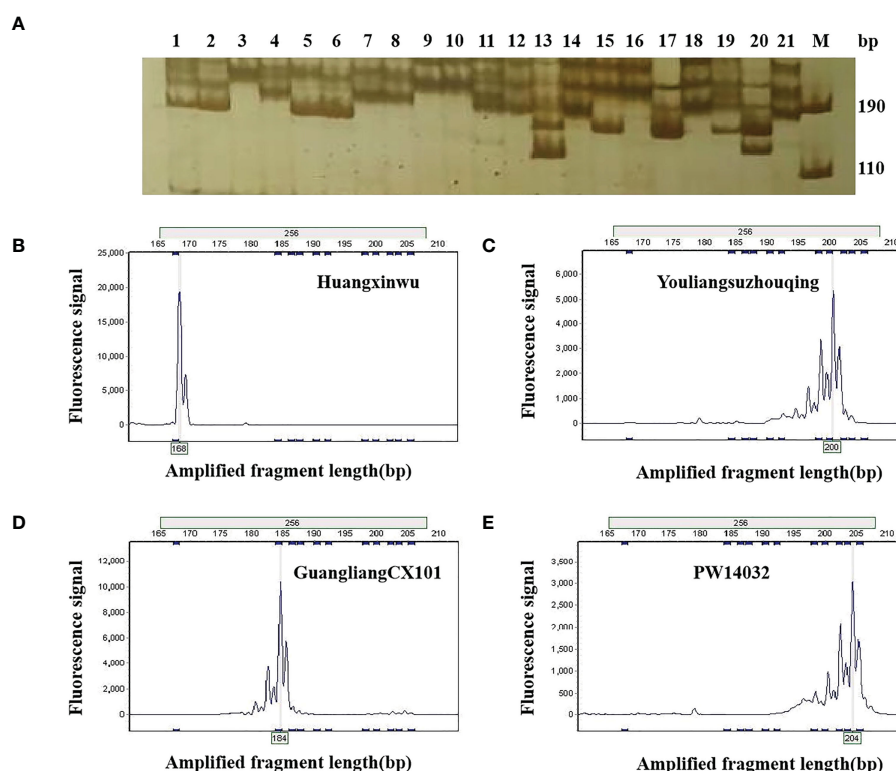 A
1 2 3 4 5 6 7 8 9 10 11 12 13 14 15 16 17 18 19 20 21 M bp
190
110
B
256
165 170 175 180 185 190 195 200 205 210
25,000
20,000
15,000
10,000
5,000
0
Fluorescence signal
Huangxinwu
168
Amplified fragment length(bp)
C
256
165 170 175 180 185 190 195 200 205 210
6,000
5,000
4,000
3,000
2,000
1,000
0
Fluorescence signal
Youliangsuzhouqing
200
Amplified fragment length(bp)
D
256
165 170 175 180 185 190 195 200 205 210
12,000
10,000
8,000
6,000
4,000
2,000
0
Fluorescence signal
GuangliangCX101
184
Amplified fragment length(bp)
E
256
165 170 175 180 185 190 195 200 205 210
3,500
3,000
2,500
2,000
1,500
1,000
500
0
Fluorescence signal
PW14032
204
Amplified fragment length(bp)